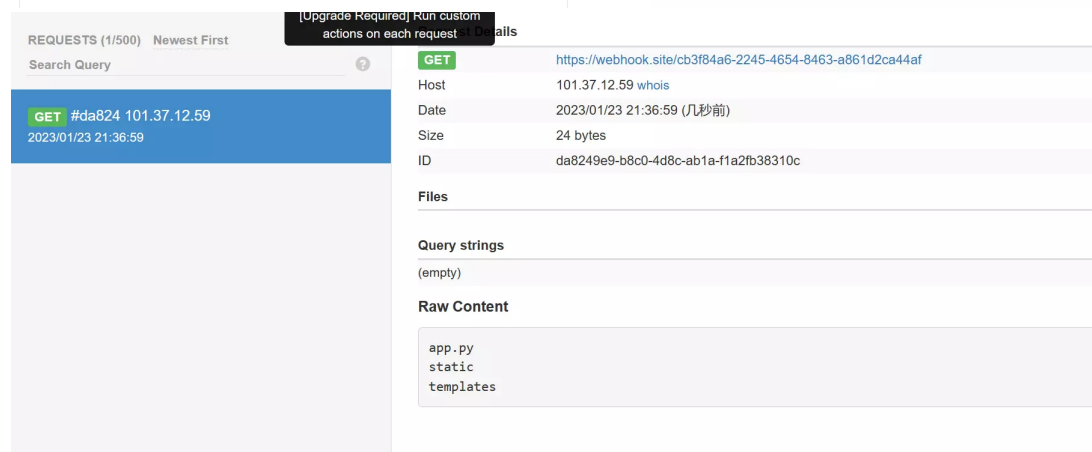 [Upgrade Required] Run custom
actions on each request
REQUESTS (1/500) Newest First
Search Query
?
GET #da824 101.37.12.59
2023/01/23 21:36:59
Details
GET https://webhook.site/cb3f84a6-2245-4654-8463-a861d2ca44af
Host 101.37.12.59 whois
Date 2023/01/23 21:36:59 (几秒前)
Size 24 bytes
ID da8249e9-b8c0-4d8c-ab1a-f1a2fb38310c
Files
Query strings
(empty)
Raw Content
app.py
static
templates